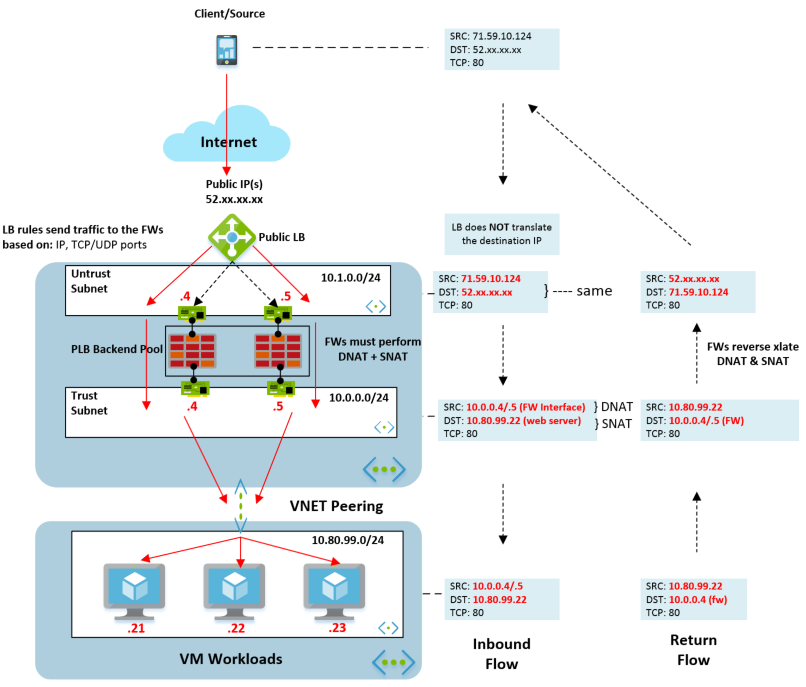 Client/Source
SRC: 71.59.10.124
DST: 52.xx.xx.xx
TCP: 80
Internet
Public IP(s)
52.xx.xx.xx
LB rules send traffic to the FWs
based on: IP, TCP/UDP ports
Public LB
LB does NOT translate
the destination IP
Untrust
Subnet
10.1.0.0/24
.4
.5
SRC: 71.59.10.124
DST: 52.xx.xx.xx
TCP: 80
} ---- same
SRC: 52.xx.xx.xx
DST: 71.59.10.124
TCP: 80
PLB Backend Pool
FWs must perform
DNAT + SNAT
FWs reverse xlate
DNAT & SNAT
Trust
Subnet
10.0.0.0/24
.4
.5
SRC: 10.0.0.4/.5 (FW Interface)
DST: 10.80.99.22 (web server)
TCP: 80
} DNAT
} SNAT
SRC: 10.80.99.22
DST: 10.0.0.4/.5 (FW)
TCP: 80
VNET Peering
10.80.99.0/24
.21
.22
.23
VM Workloads
SRC: 10.0.0.4/.5
DST: 10.80.99.22
TCP: 80
SRC: 10.80.99.22
DST: 10.0.0.4 (fw)
TCP: 80
Inbound
Flow
Return
Flow